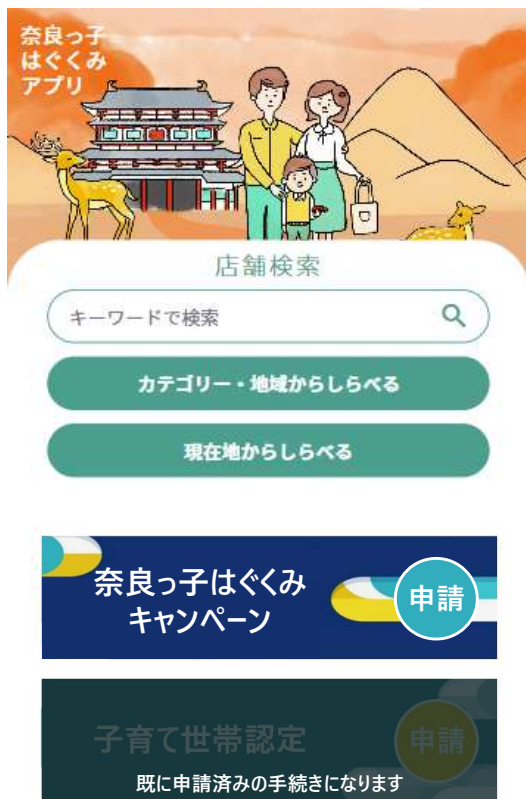 奈良っ子
はぐくみ
アプリ
店舗検索
キーワードで検索
カテゴリー・地域からしらべる
現在地からしらべる
奈良っ子はぐくみ
キャンペーン
申請
子育て世帯認定
申請
既に申請済みの手続きになります